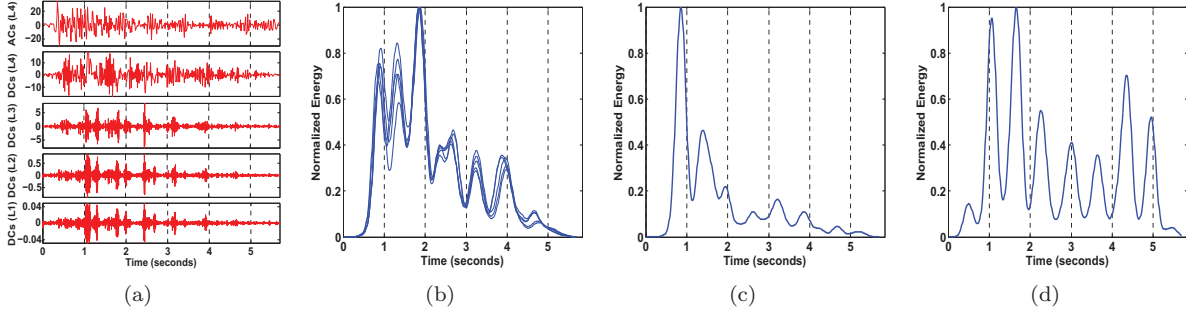 ACs (L4)
20
0
−20
DCs (L4)
10
0
−10
DCs (L3)
5
0
−5
DCs (L2)
0.5
0
−0.5
DCs (L1)
0.04
0
−0.04
0 1 2 3 4 5
Time (seconds)
(a)
Normalized Energy
1
0.8
0.6
0.4
0.2
0
0 1 2 3 4 5
Time (seconds)
(b)
Normalized Energy
1
0.8
0.6
0.4
0.2
0
0 1 2 3 4 5
Time (seconds)
(c)
Normalized Energy
1
0.8
0.6
0.4
0.2
0
0 1 2 3 4 5
Time (seconds)
(d)